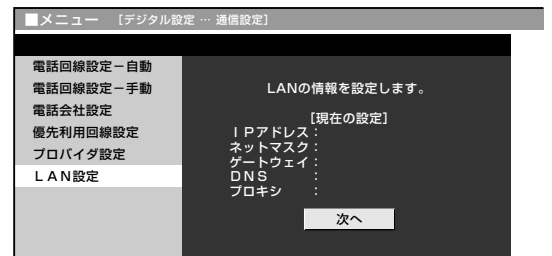 ■メニュー [デジタル設定 … 通信設定]
電話回線設定－自動
電話回線設定－手動
電話会社設定
優先利用回線設定
プロバイダ設定
ＬＡＮ設定
LANの情報を設定します。
[現在の設定]
ＩＰアドレス：
ネットマスク：
ゲートウェイ：
ＤＮＳ　　　：
プロキシ　　：
次へ